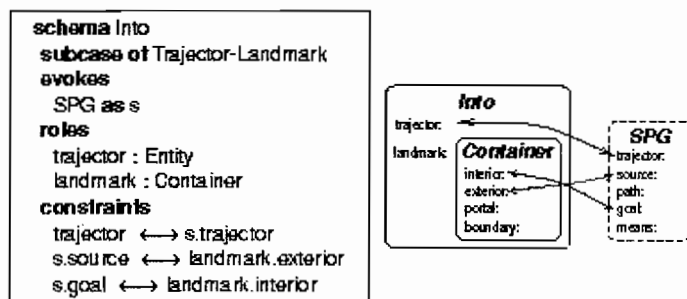 schema Into
subcase of Trajector-Landmark
evokes
SPG as s
roles
trajector : Entity
landmark : Container
constraints
trajector ⟷ s.trajector
s.source ⟷ landmark.exterior
s.goal ⟷ landmark.interior
Into
trajector:
landmark:
Container
interior:
exterior:
portal:
boundary:
SPG
trajector:
source:
path:
goal:
means: